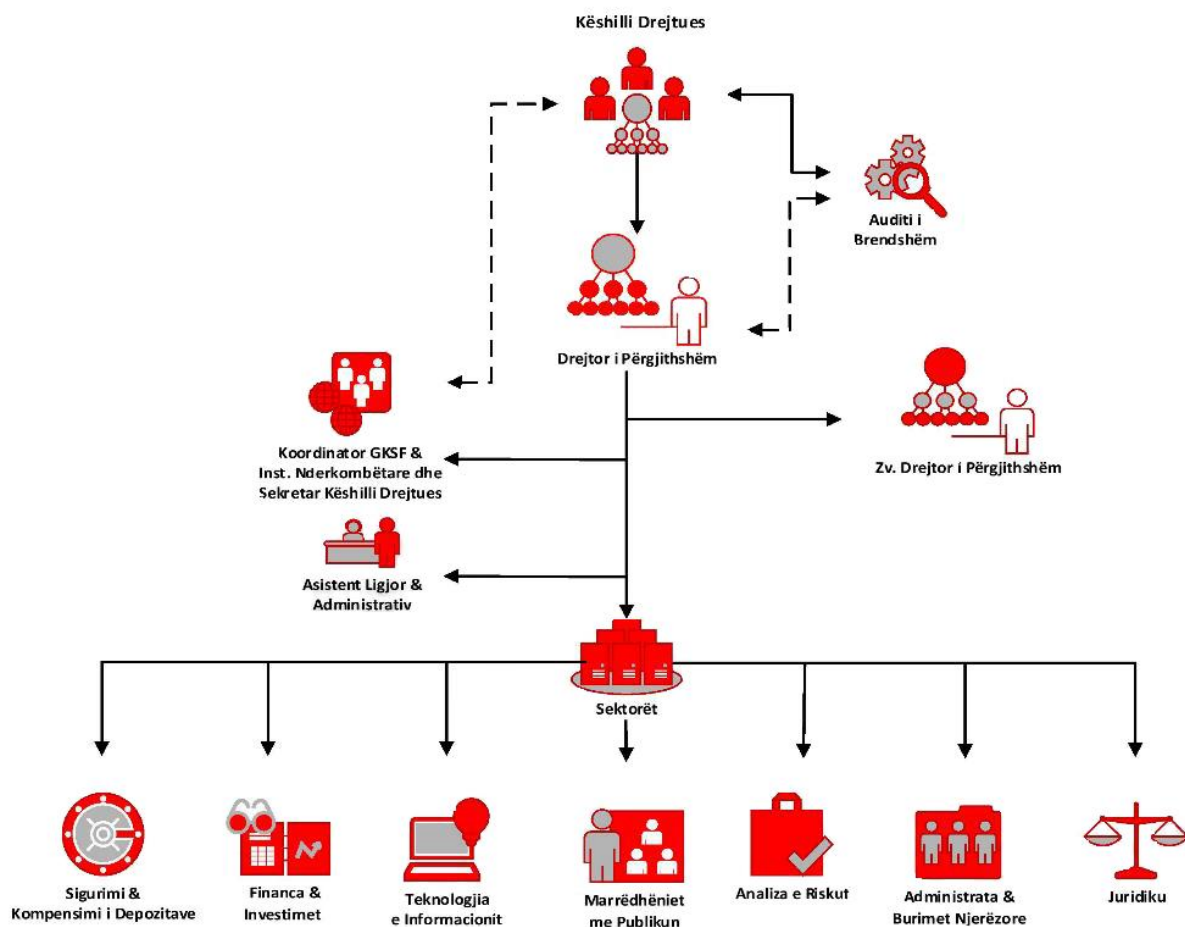 Këshilli Drejtues
Auditi i
Brendshëm
Drejtor i Përgjithshëm
Zv. Drejtor i Përgjithshëm
Koordinator GKSF &
Inst. Nderkombëtare dhe
Sekretar Këshilli Drejtues
Asistent Ligjor &
Administrativ
Sektorët
Sigurimi &
Kompensimi i Depozitave
Financa &
Investimet
Teknologjia
e Informacionit
Marrëdhëniet
me Publikun
Analiza e Riskut
Administrata &
Burimet Njerëzore
Juridiku